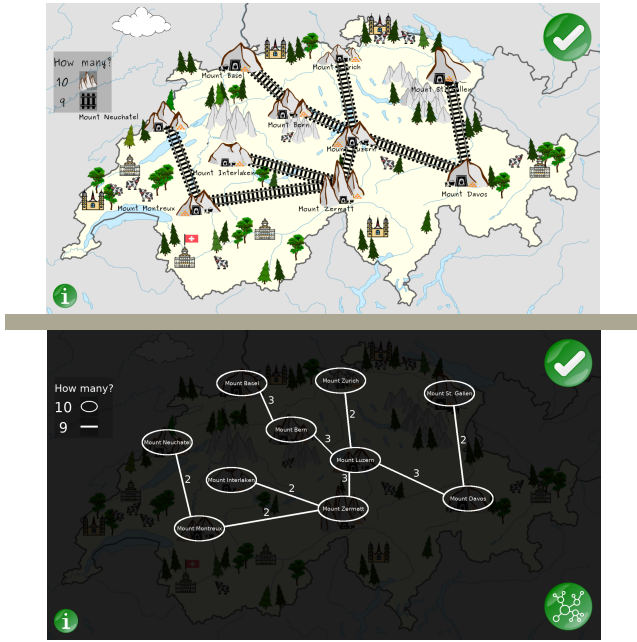 How many?
10
9
Mount Basel
Mount Zurich
Mount St. Gallen
Mount Neuchatel
Mount Bern
Mount Luzern
Mount Interlaken
Mount Montreux
Mount Zermatt
Mount Davos
i
How many?
10
9
Mount Basel
Mount Zurich
Mount St. Gallen
3
2
Mount Bern
Mount Neuchatel
3
2
Mount Luzern
3
3
2
Mount Interlaken
2
Mount Davos
Mount Zermatt
2
Mount Montreux
i